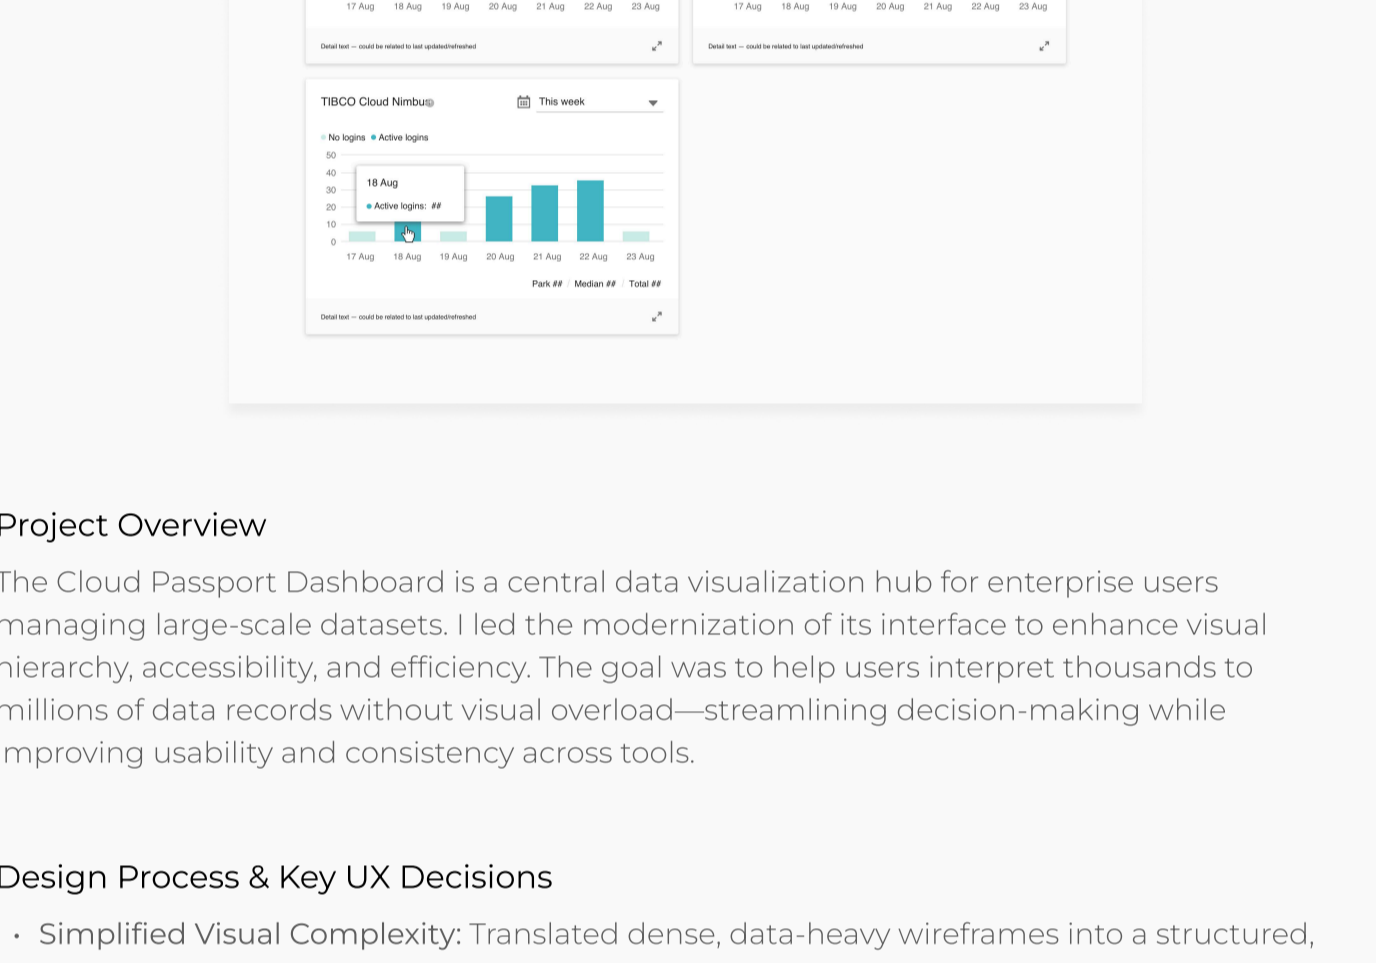 17 Aug 18 Aug 19 Aug 20 Aug 21 Aug 22 Aug 23 Aug
17 Aug 18 Aug 19 Aug 20 Aug 21 Aug 22 Aug 23 Aug
Detail text — could be related to last updated/refreshed
Detail text — could be related to last updated/refreshed
TIBCO Cloud Nimbus
This week
No logins Active logins
50
40
30
20
10
0
18 Aug
Active logins: ##
17 Aug 18 Aug 19 Aug 20 Aug 21 Aug 22 Aug 23 Aug
Park ## / Median ## / Total ##
Detail text — could be related to last updated/refreshed
Project Overview
The Cloud Passport Dashboard is a central data visualization hub for enterprise users
managing large-scale datasets. I led the modernization of its interface to enhance visual
hierarchy, accessibility, and efficiency. The goal was to help users interpret thousands to
millions of data records without visual overload—streamlining decision-making while
improving usability and consistency across tools.
Design Process & Key UX Decisions
• Simplified Visual Complexity: Translated dense, data-heavy wireframes into a structured,